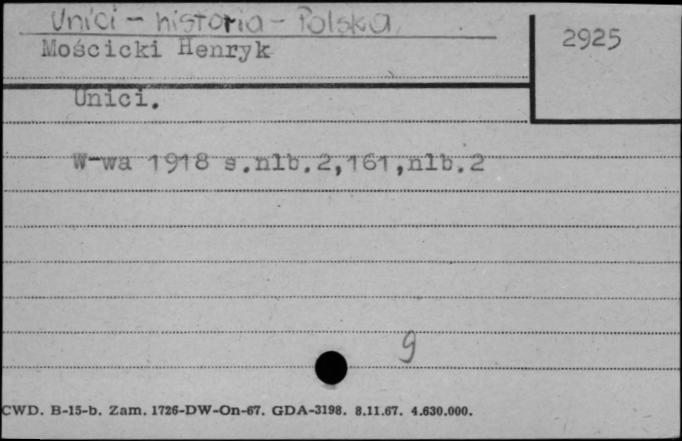 Unici - historia - Polska
Mościcki Henryk
2925
Unici.
W-wa 1918 s.nlb.2,161,nlb.2
9
CWD. B-15-b. Zam. 1726-DW-On-67. GDA-3198. 8.11.67. 4.630.000.